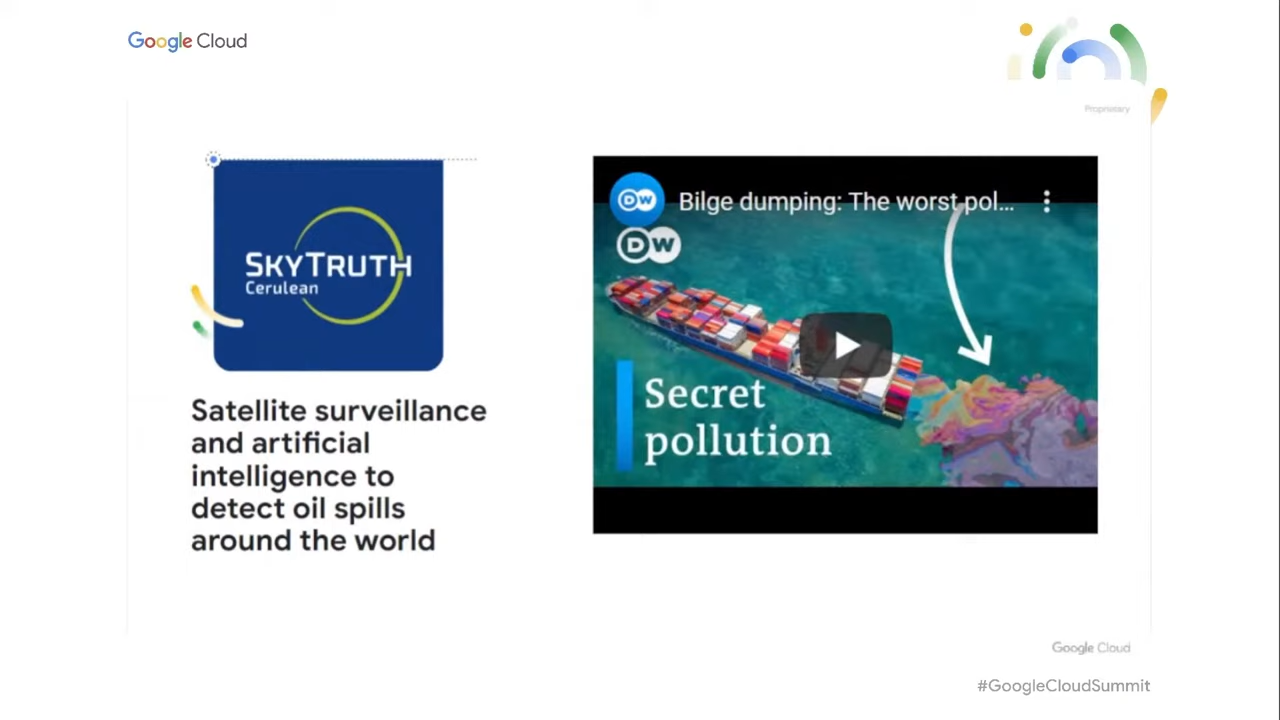 Google Cloud
Proprietary
SKYTRUTH
Cerulean
Satellite surveillance
and artificial
intelligence to
detect oil spills
around the world
DW
Bilge dumping: The worst pol...
DW
Secret
pollution
Google Cloud
#GoogleCloudSummit